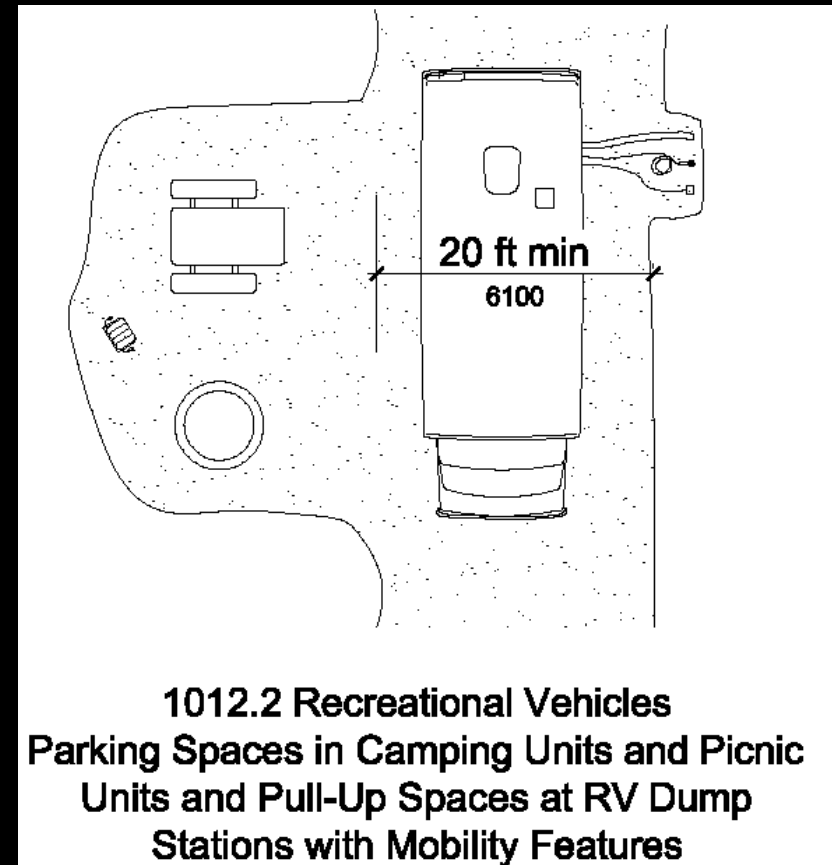 20 ft min
6100
1012.2 Recreational Vehicles
Parking Spaces in Camping Units and Picnic
Units and Pull-Up Spaces at RV Dump
Stations with Mobility Features